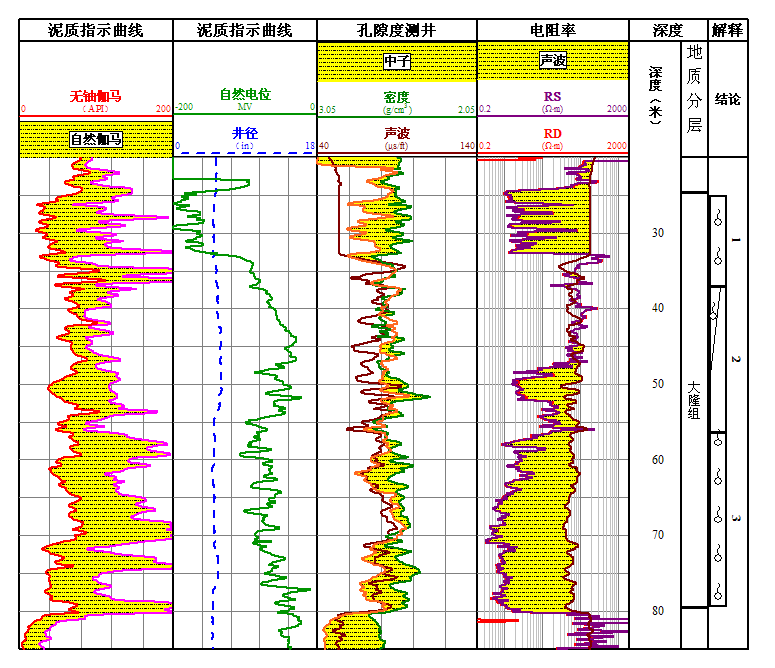 泥质指示曲线 泥质指示曲线 孔隙度测井 电阻率 深度 解释
无铀伽马
0 (API) 200
自然伽马
自然电位
-200 MV 0
井径
0 (in) 18
中子
密度
3.05 (g/cm³) 2.05
声波
40 (μs/ft) 140
声波
RS
0.2 (Ω·m) 2000
RD
0.2 (Ω·m) 2000
深度(米)
地质分层
结论
30
40
50
60
70
80
大隆组
1
2
3